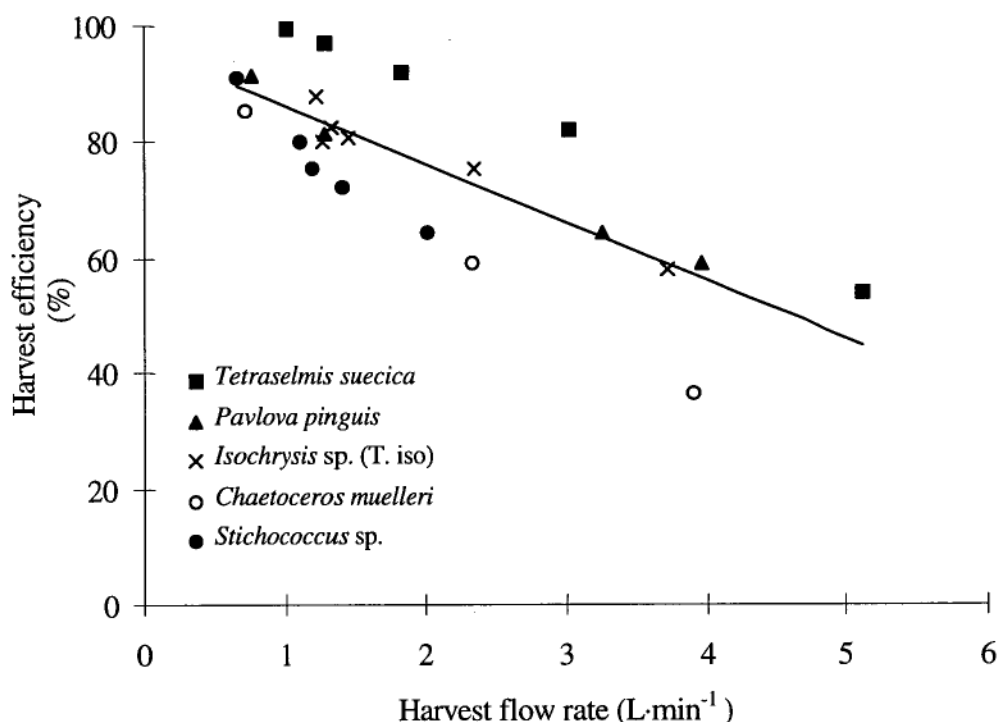 100
80
60
40
20
0
Harvest efficiency
(%)
Tetraselmis suecica
Pavlova pinguis
Isochrysis sp. (T. iso)
Chaetoceros muelleri
Stichococcus sp.
0 1 2 3 4 5 6
Harvest flow rate (L·min⁻¹)